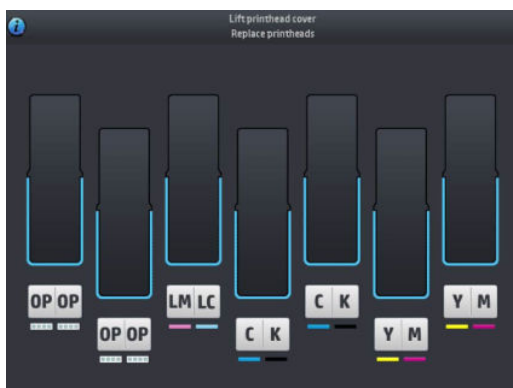 Lift printhead cover
Replace printheads
OP OP
LM LC
C K
Y M
OP OP
C K
Y M